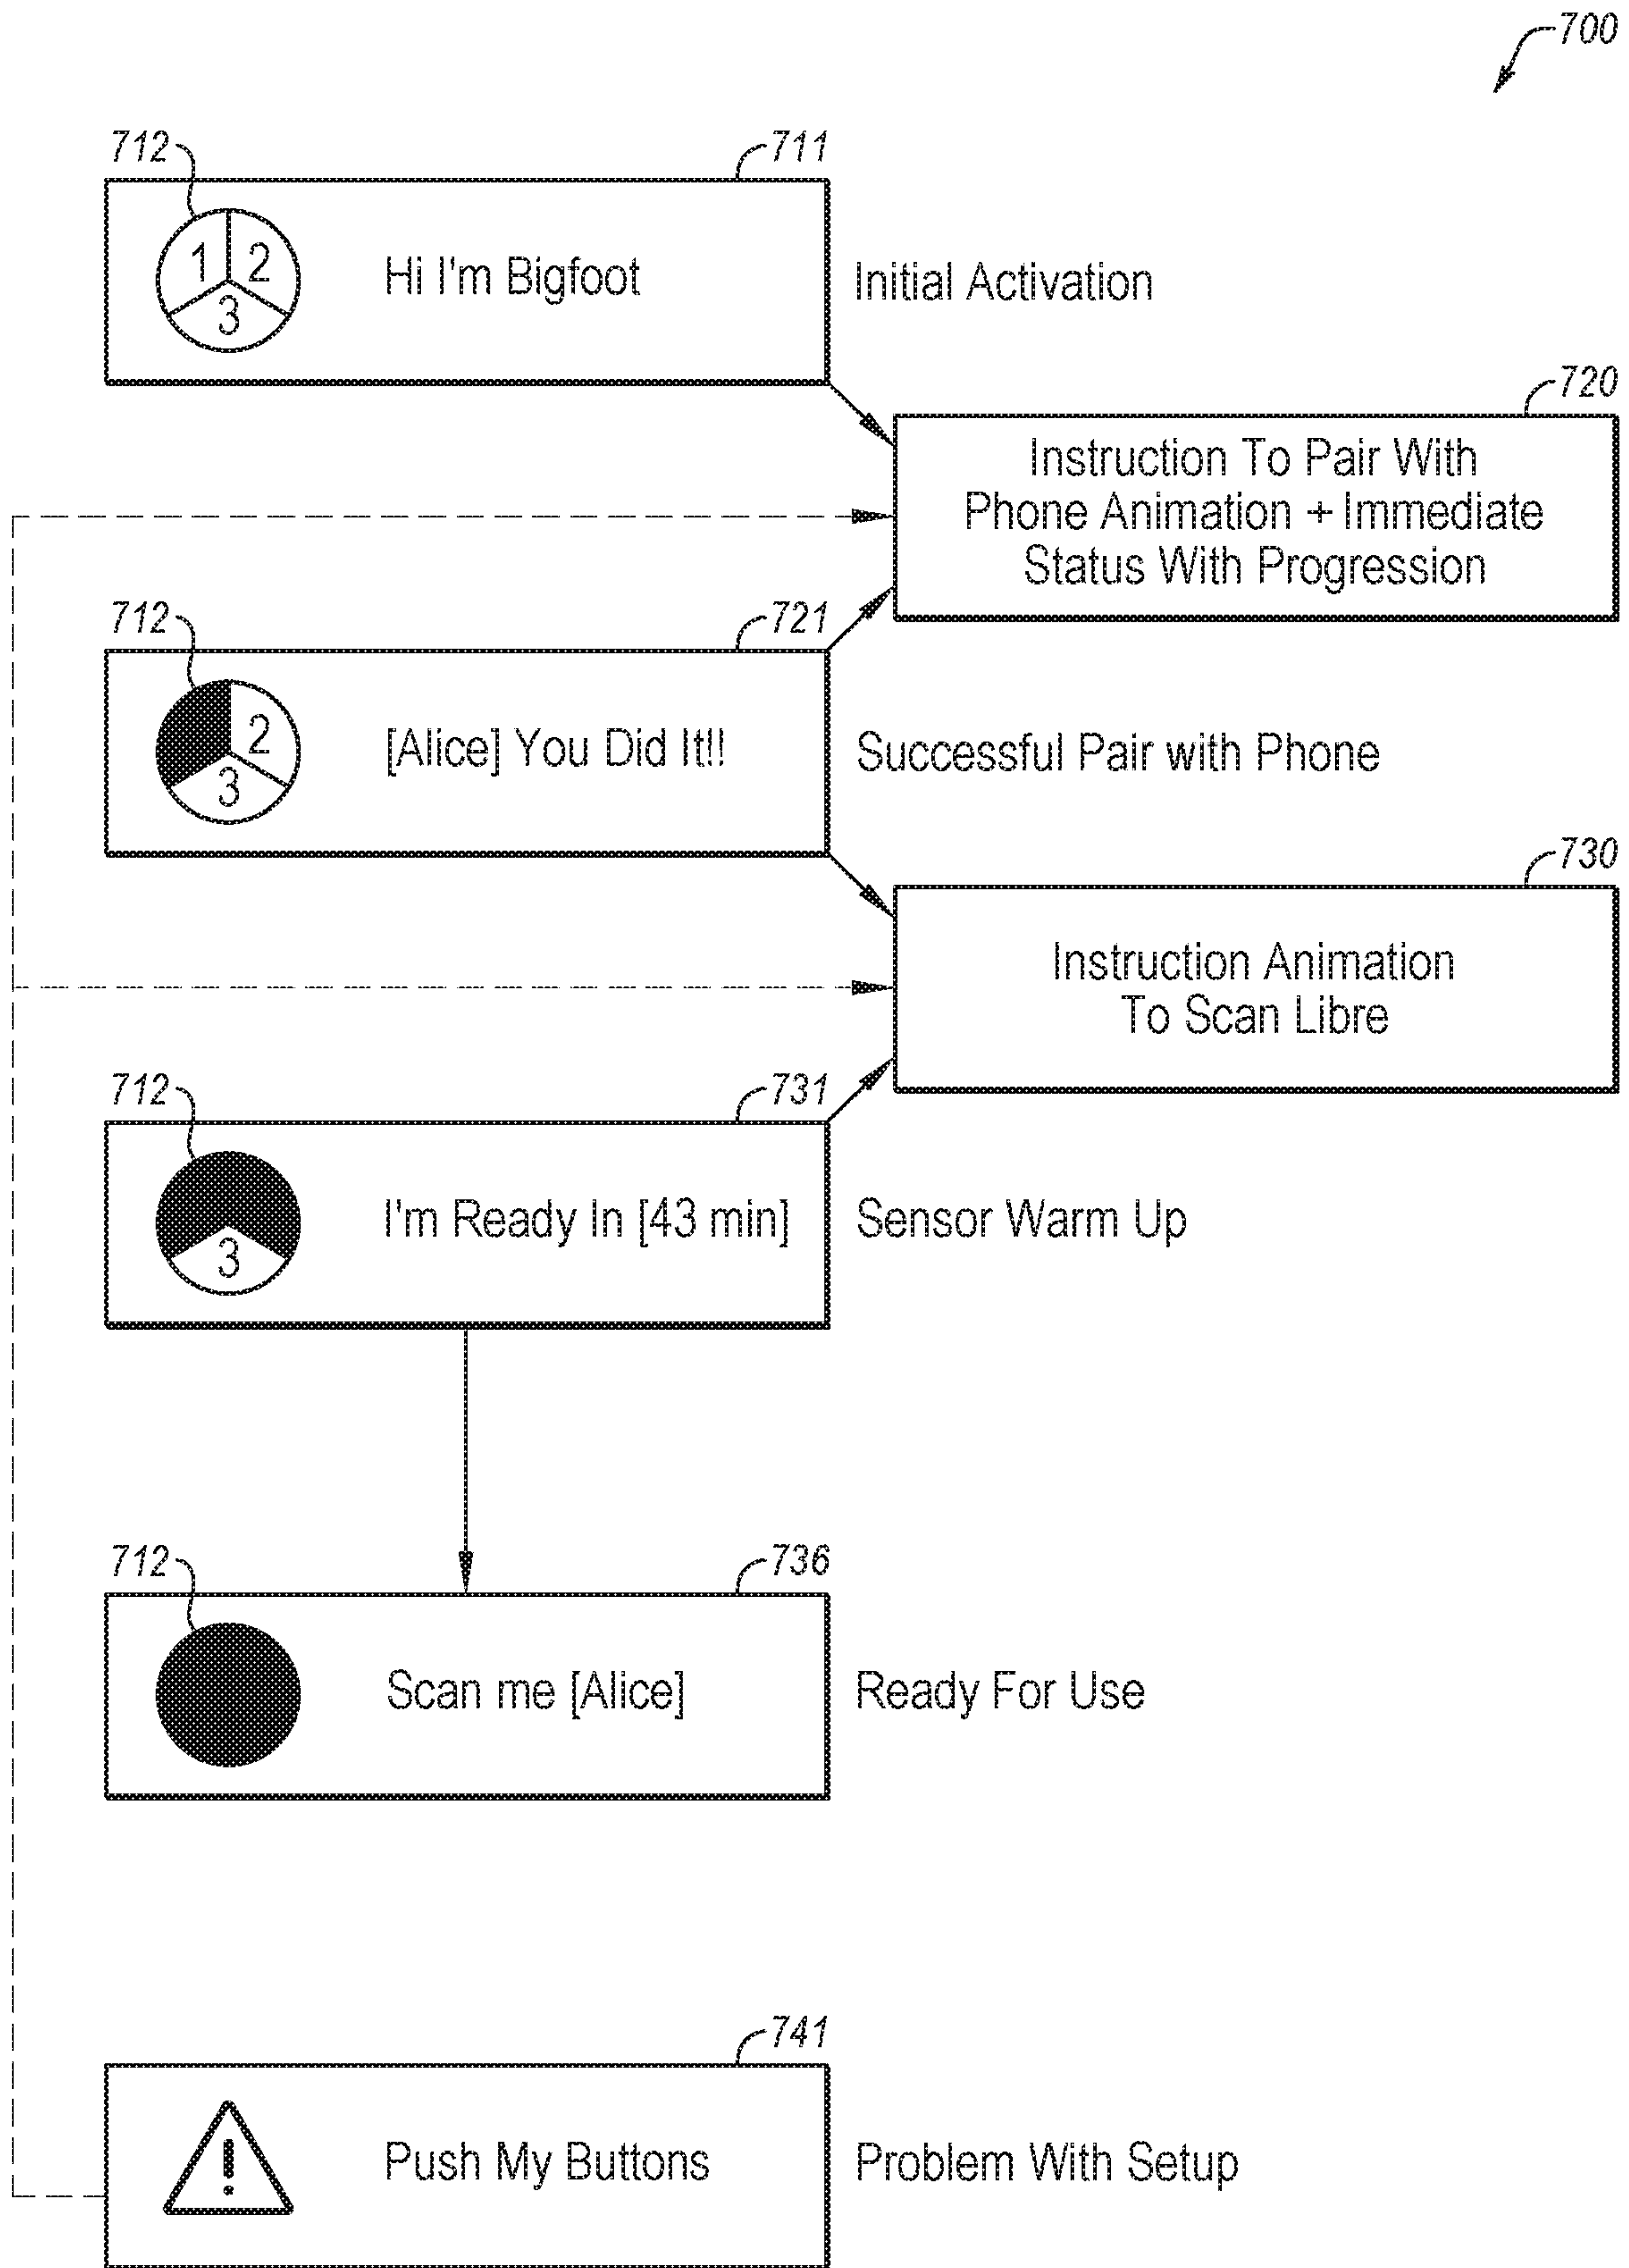 700
712
711
1
2
3
Hi I'm Bigfoot
Initial Activation
720
Instruction To Pair With
Phone Animation + Immediate
Status With Progression
712
721
2
3
[Alice] You Did It!!
Successful Pair with Phone
730
Instruction Animation
To Scan Libre
712
731
3
I'm Ready In [43 min]
Sensor Warm Up
712
736
Scan me [Alice]
Ready For Use
741
!
Push My Buttons
Problem With Setup